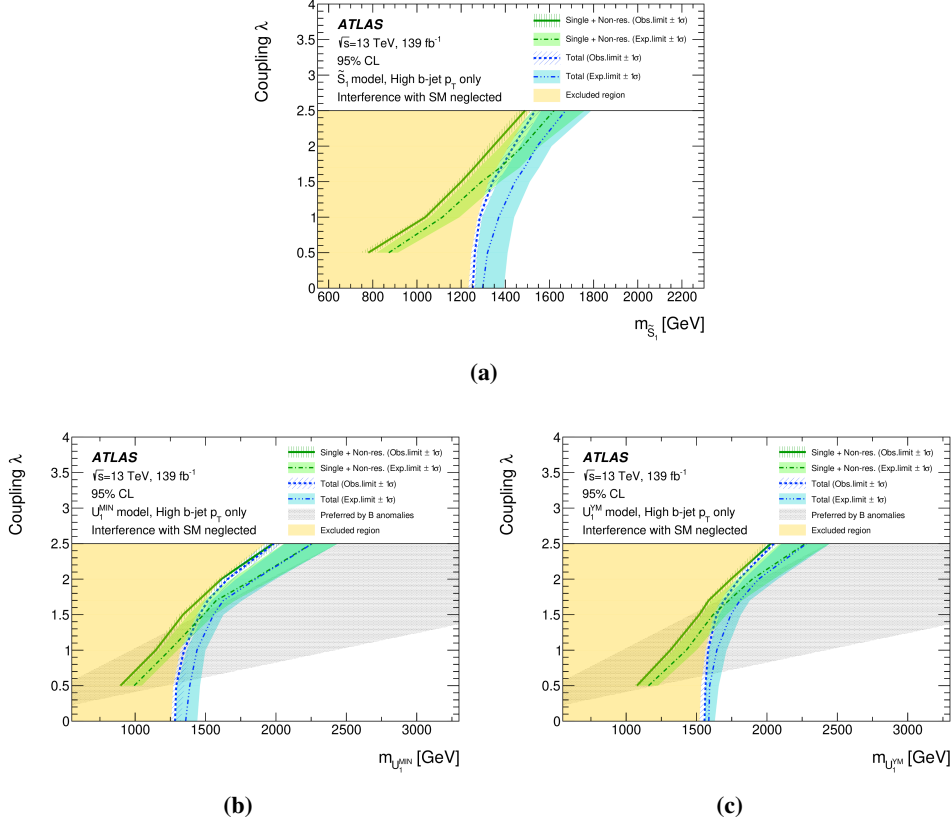 Coupling λ
4
3.5
3
2.5
2
1.5
1
0.5
0
ATLAS
√s=13 TeV, 139 fb⁻¹
95% CL
S̃₁ model, High b-jet p_T only
Interference with SM neglected
Single + Non-res. (Obs.limit ± 1σ)
Single + Non-res. (Exp.limit ± 1σ)
Total (Obs.limit ± 1σ)
Total (Exp.limit ± 1σ)
Excluded region
600 800 1000 1200 1400 1600 1800 2000 2200
m_S̃₁ [GeV]
(a)
Coupling λ
4
3.5
3
2.5
2
1.5
1
0.5
0
ATLAS
√s=13 TeV, 139 fb⁻¹
95% CL
U₁^MIN model, High b-jet p_T only
Interference with SM neglected
Single + Non-res. (Obs.limit ± 1σ)
Single + Non-res. (Exp.limit ± 1σ)
Total (Obs.limit ± 1σ)
Total (Exp.limit ± 1σ)
Preferred by B anomalies
Excluded region
1000 1500 2000 2500 3000
m_U₁^MIN [GeV]
(b)
Coupling λ
4
3.5
3
2.5
2
1.5
1
0.5
0
ATLAS
√s=13 TeV, 139 fb⁻¹
95% CL
U₁^YM model, High b-jet p_T only
Interference with SM neglected
Single + Non-res. (Obs.limit ± 1σ)
Single + Non-res. (Exp.limit ± 1σ)
Total (Obs.limit ± 1σ)
Total (Exp.limit ± 1σ)
Preferred by B anomalies
Excluded region
1000 1500 2000 2500 3000
m_U₁^YM [GeV]
(c)